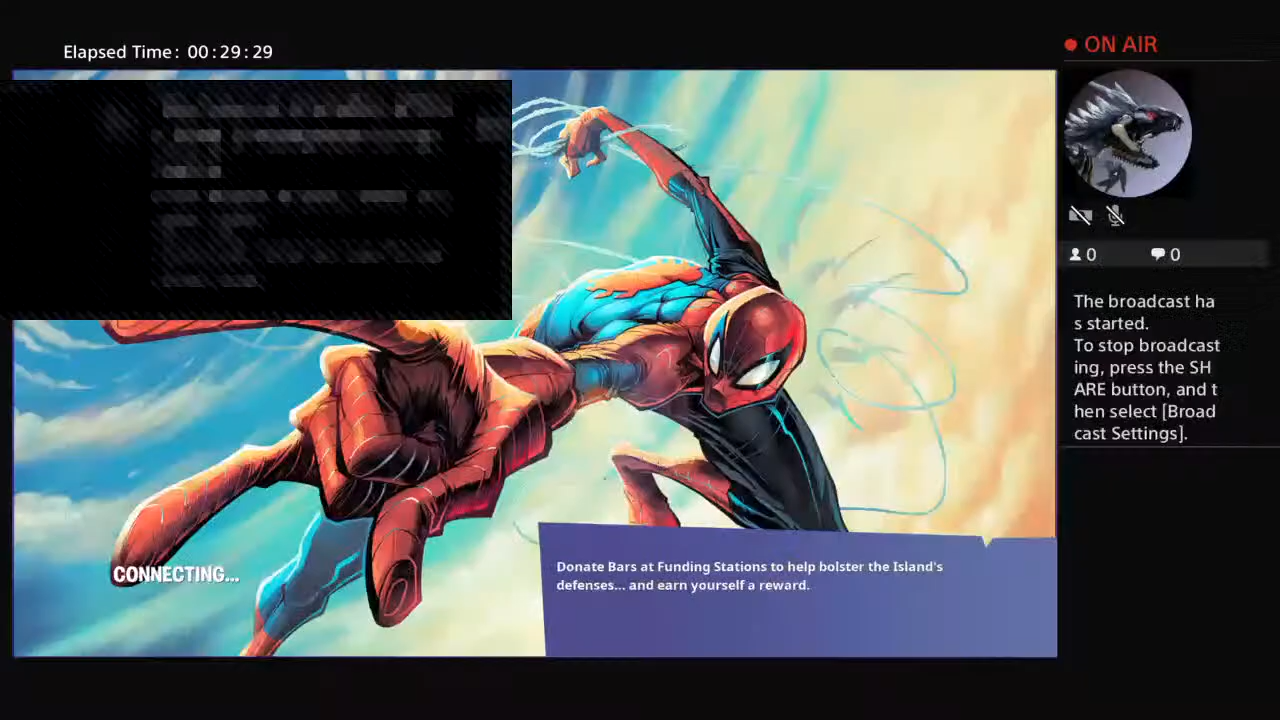 Elapsed Time: 00:29:29
ON AIR
0 0
The broadcast ha
s started.
To stop broadcast
ing, press the SH
ARE button, and t
hen select [Broad
cast Settings].
CONNECTING...
Donate Bars at Funding Stations to help bolster the Island's
defenses... and earn yourself a reward.